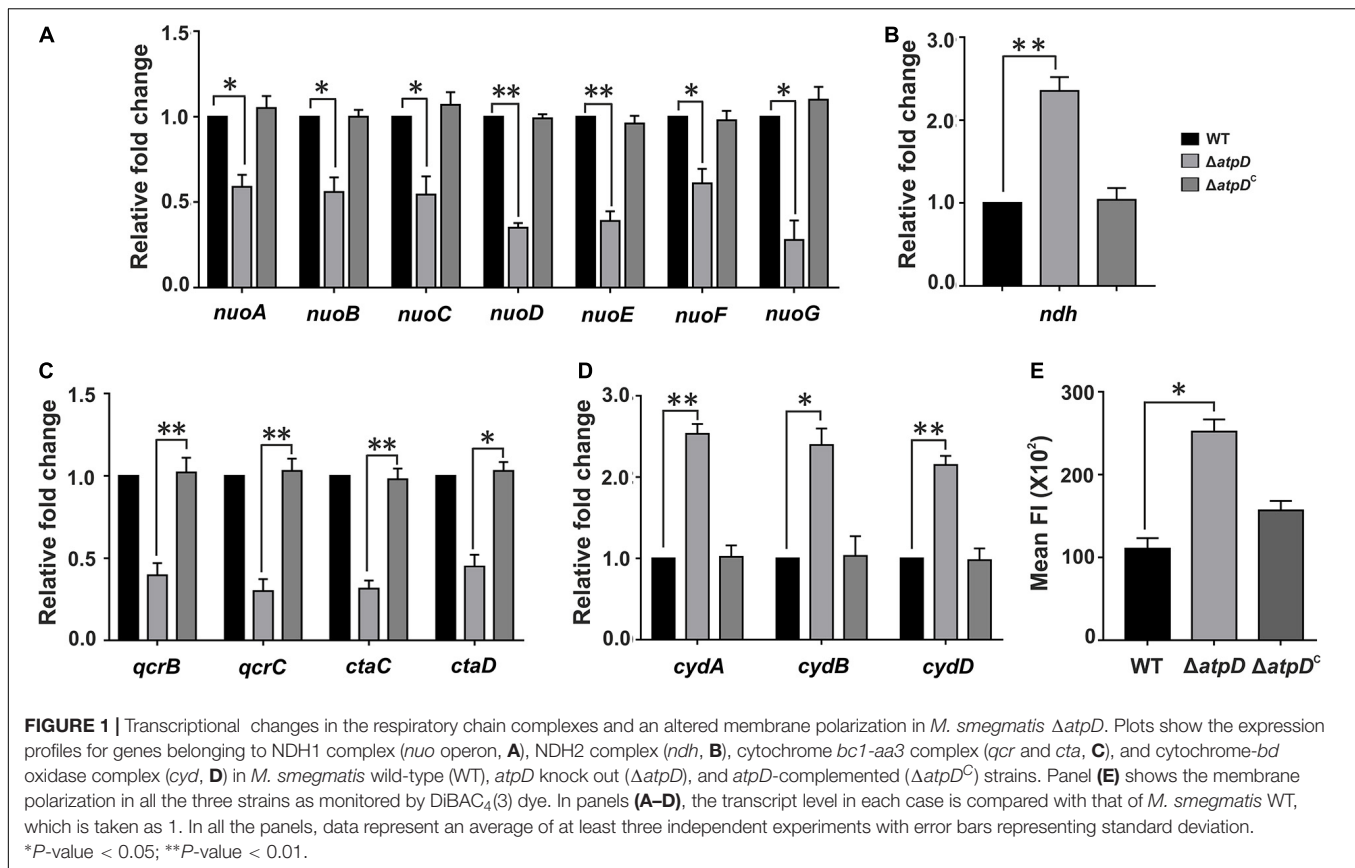 A
Relative fold change
1.5
1.0
0.5
0.0
* * * ** ** * *
nuoA nuoB nuoC nuoD nuoE nuoF nuoG
B
Relative fold change
3.0
2.0
1.0
0.0
**
ndh
WT
ΔatpD
ΔatpDᶜ
C
Relative fold change
1.5
1.0
0.5
0.0
** ** ** *
qcrB qcrC ctaC ctaD
D
Relative fold change
3.0
2.0
1.0
0.0
** * **
cydA cydB cydD
E
Mean FI (X10²)
300
200
100
0
*
WT ΔatpD ΔatpDᶜ
FIGURE 1 | Transcriptional changes in the respiratory chain complexes and an altered membrane polarization in M. smegmatis ΔatpD. Plots show the expression
profiles for genes belonging to NDH1 complex (nuo operon, A), NDH2 complex (ndh, B), cytochrome bc1-aa3 complex (qcr and cta, C), and cytochrome-bd
oxidase complex (cyd, D) in M. smegmatis wild-type (WT), atpD knock out (ΔatpD), and atpD-complemented (ΔatpDᶜ) strains. Panel (E) shows the membrane
polarization in all the three strains as monitored by DiBAC₄(3) dye. In panels (A–D), the transcript level in each case is compared with that of M. smegmatis WT,
which is taken as 1. In all the panels, data represent an average of at least three independent experiments with error bars representing standard deviation.
*P-value < 0.05; **P-value < 0.01.